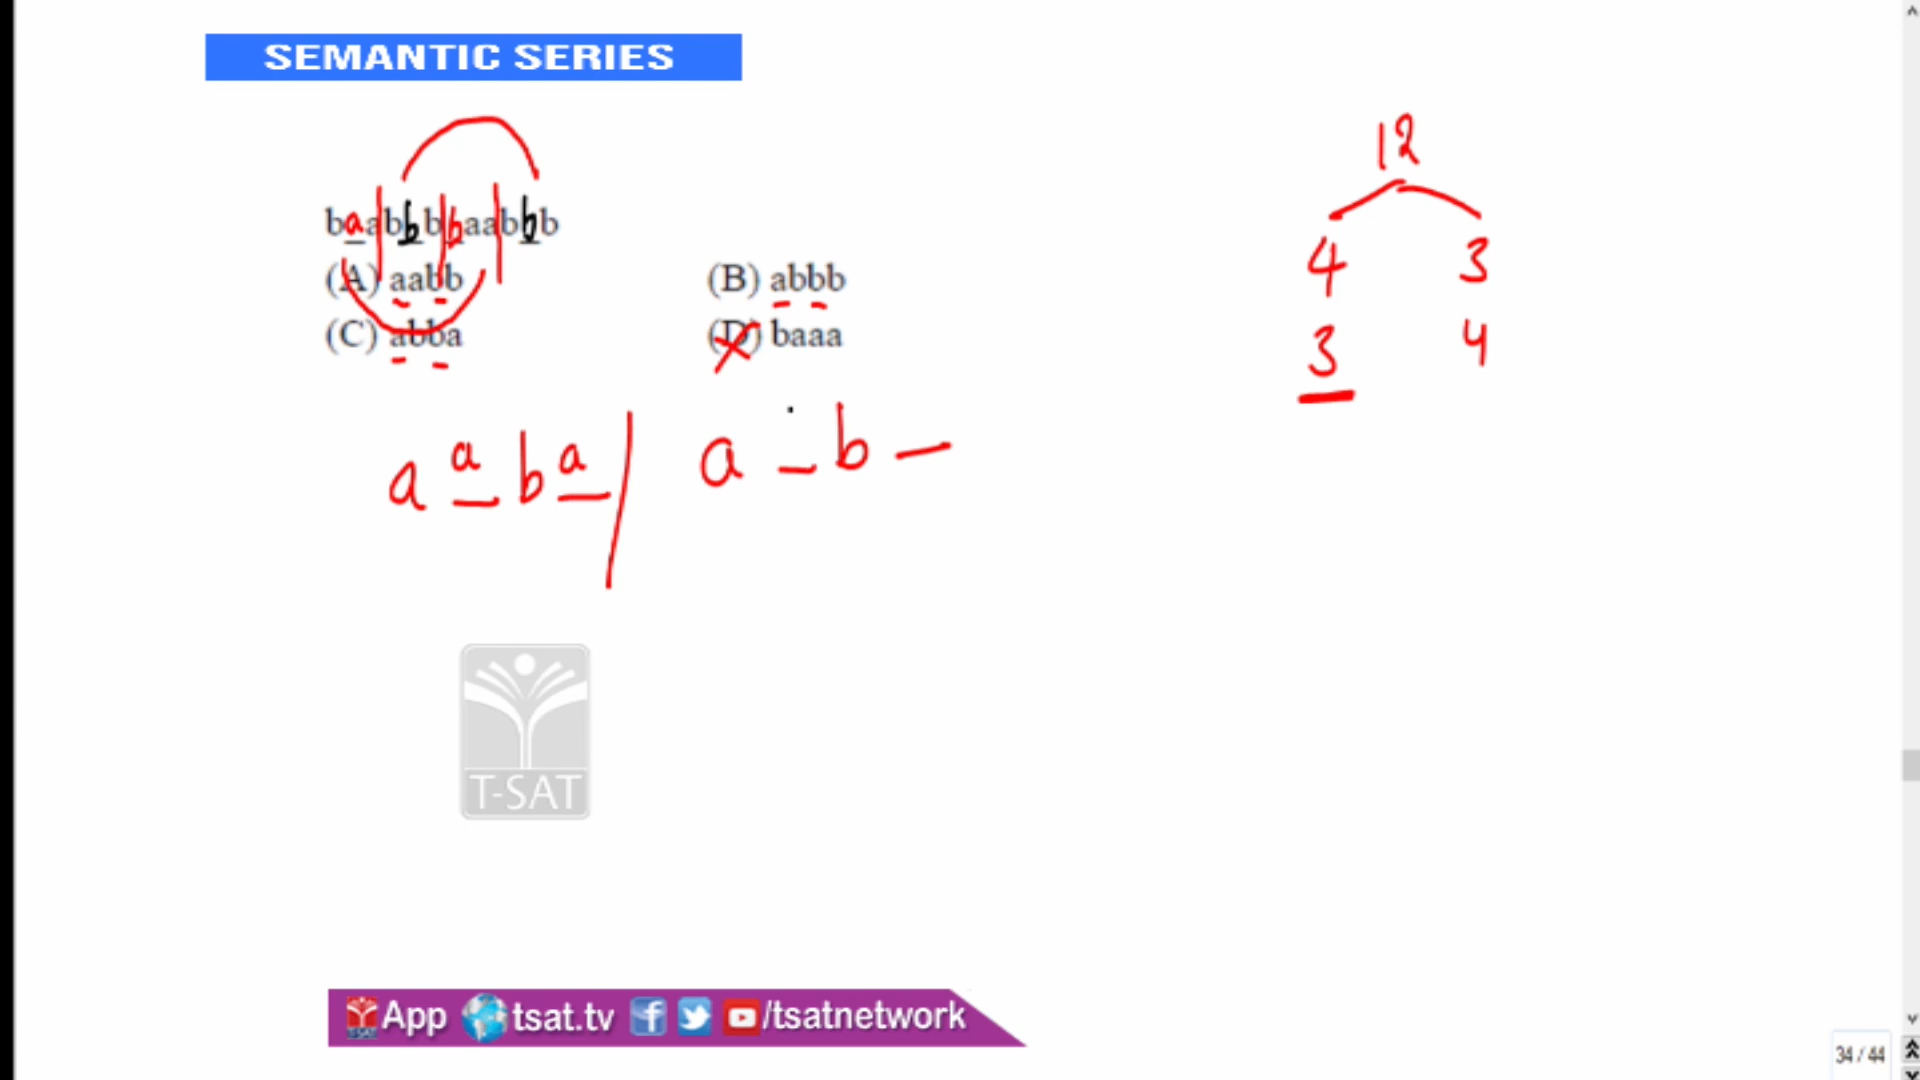 SEMANTIC SERIES
12
baabbbbaabbb
4 3
(A) aabb (B) abbb
(C) abba (D) baaa
3 4
a a b a / a _ b _
T-SAT
App tsat.tv /tsatnetwork
34 / 44